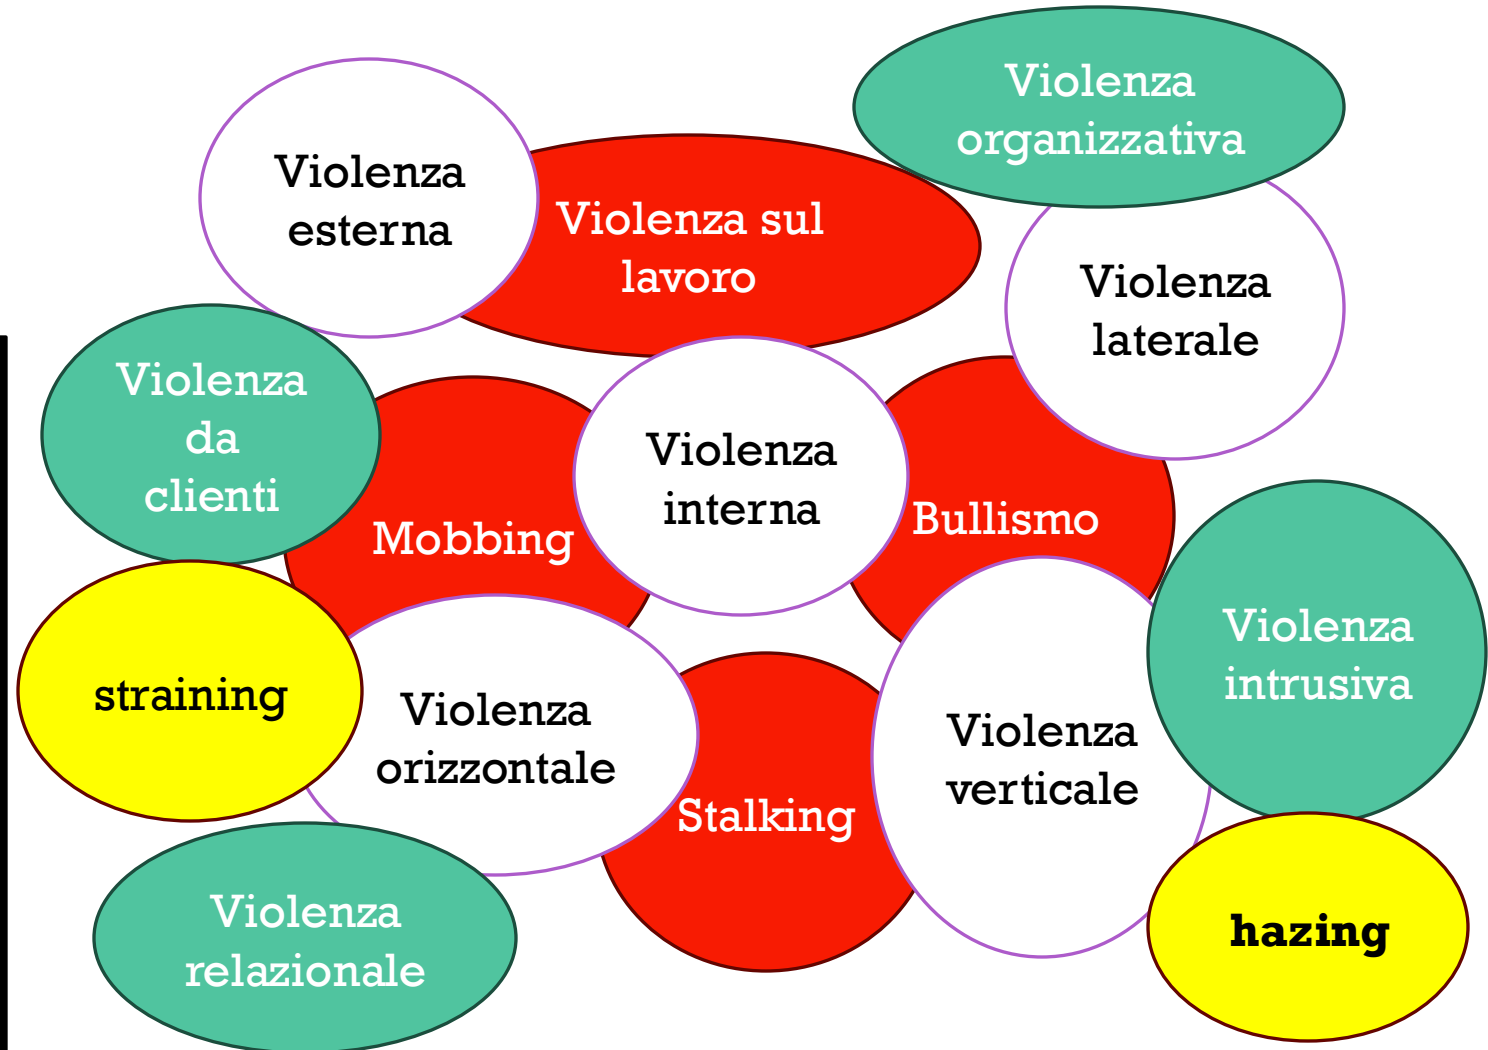 Violenza
organizzativa
Violenza
esterna
Violenza sul
lavoro
Violenza
laterale
Violenza
da
clienti
Violenza
interna
Mobbing
Bullismo
Violenza
intrusiva
straining
Violenza
orizzontale
Violenza
verticale
Stalking
Violenza
relazionale
hazing